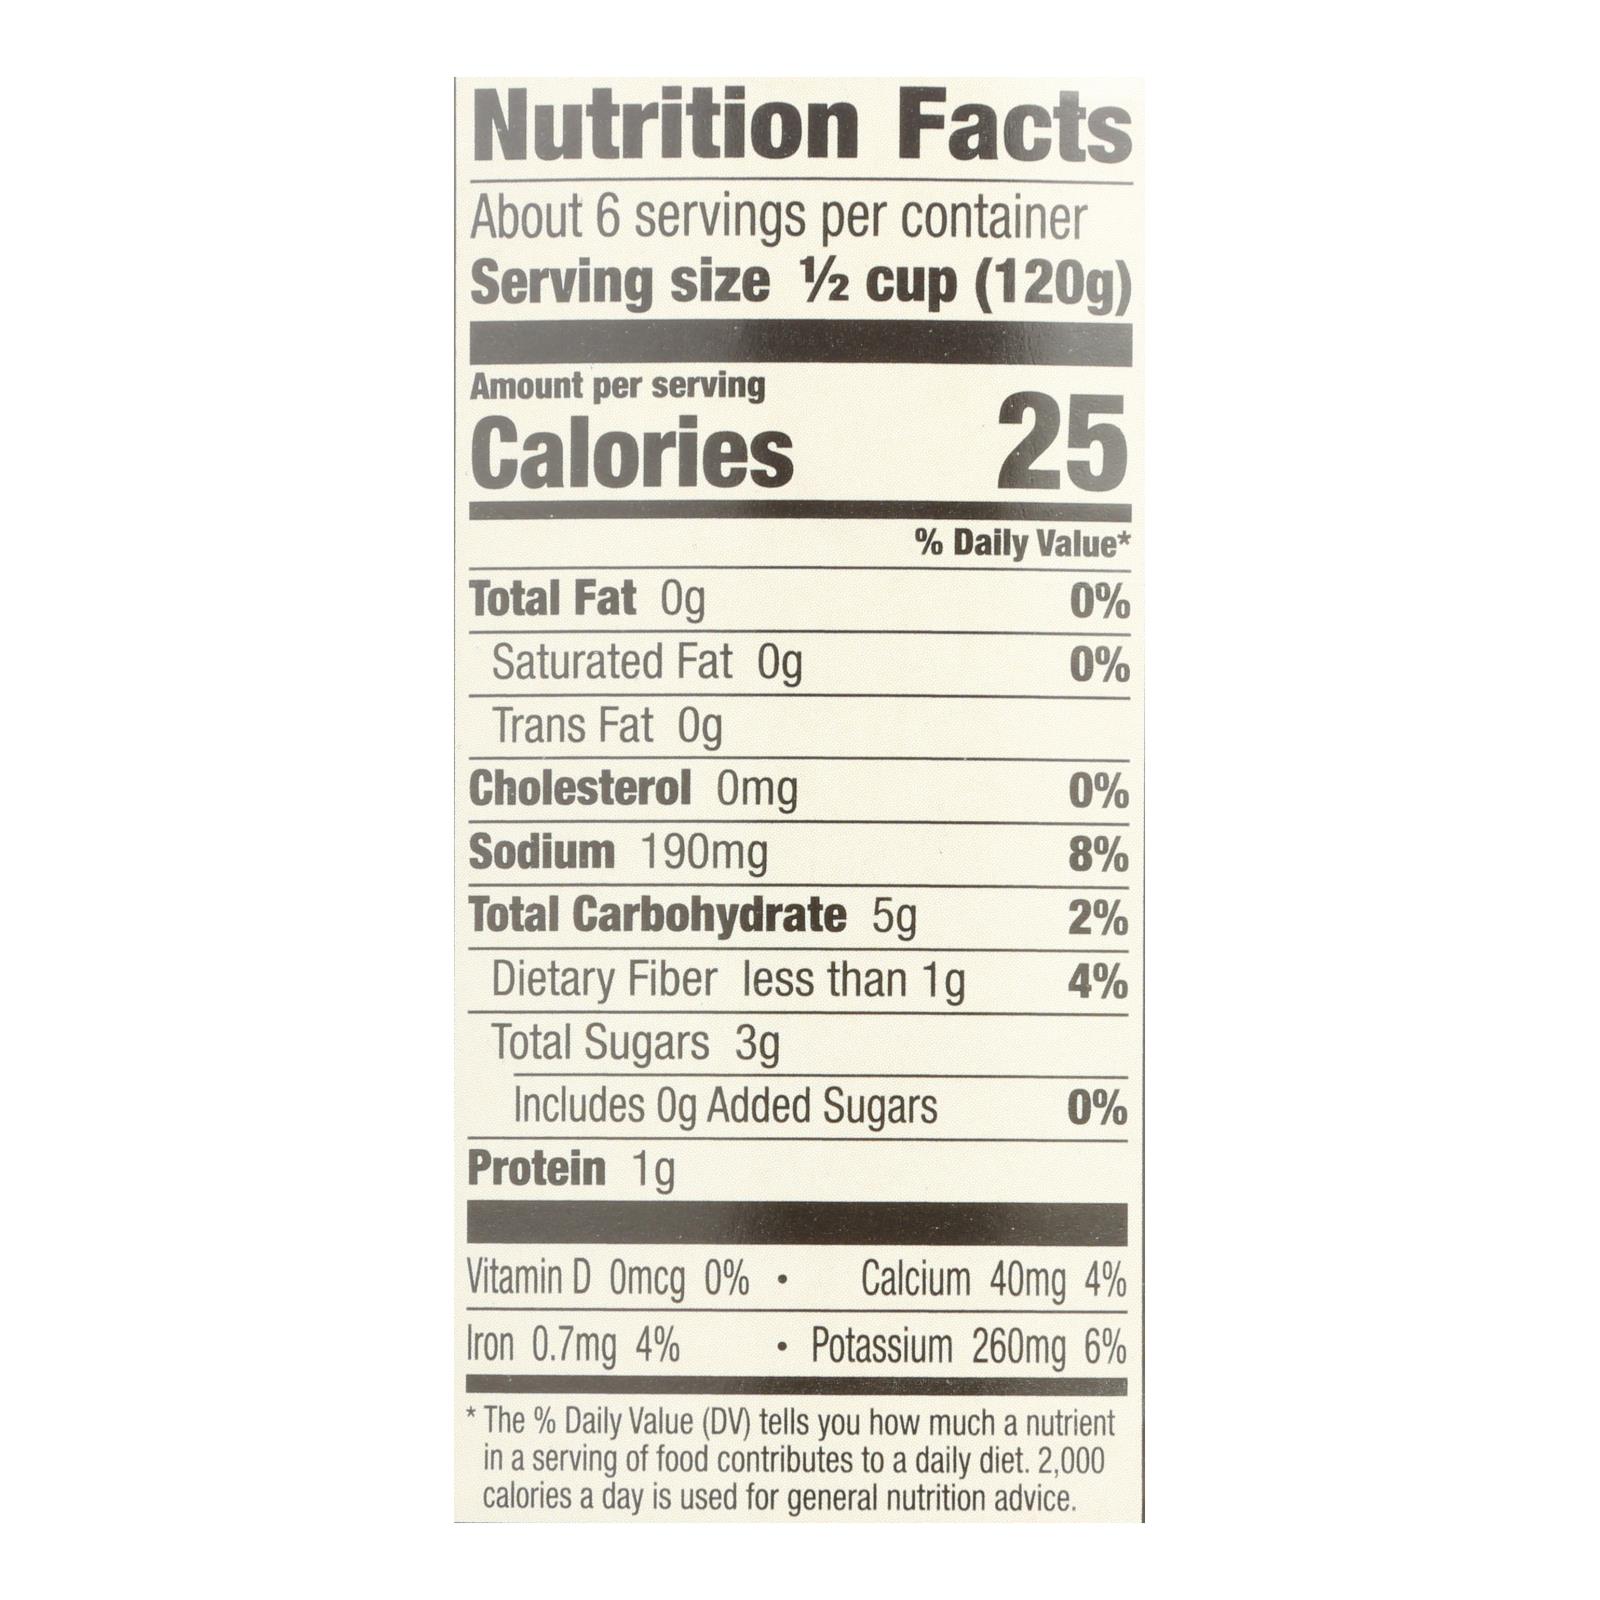 Nutrition Facts
About 6 servings per container
Serving size ½ cup (120g)
Amount per serving
Calories 25
% Daily Value*
Total Fat 0g 0%
Saturated Fat 0g 0%
Trans Fat 0g
Cholesterol 0mg 0%
Sodium 190mg 8%
Total Carbohydrate 5g 2%
Dietary Fiber less than 1g 4%
Total Sugars 3g
Includes 0g Added Sugars 0%
Protein 1g
Vitamin D 0mcg 0% • Calcium 40mg 4%
Iron 0.7mg 4% • Potassium 260mg 6%
* The % Daily Value (DV) tells you how much a nutrient
in a serving of food contributes to a daily diet. 2,000
calories a day is used for general nutrition advice.